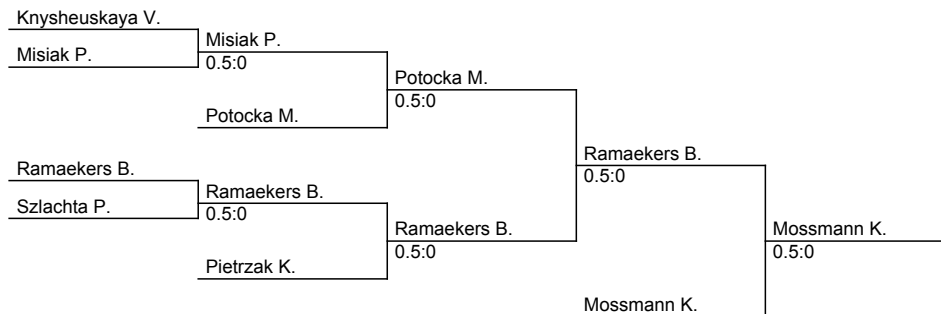 Knysheuskaya V.
Misiak P.
Misiak P.
0.5:0
Potocka M.
Potocka M.
0.5:0
Ramaekers B.
Szlachta P.
Ramaekers B.
0.5:0
Pietrzak K.
Ramaekers B.
0.5:0
Ramaekers B.
0.5:0
Mossmann K.
Mossmann K.
0.5:0